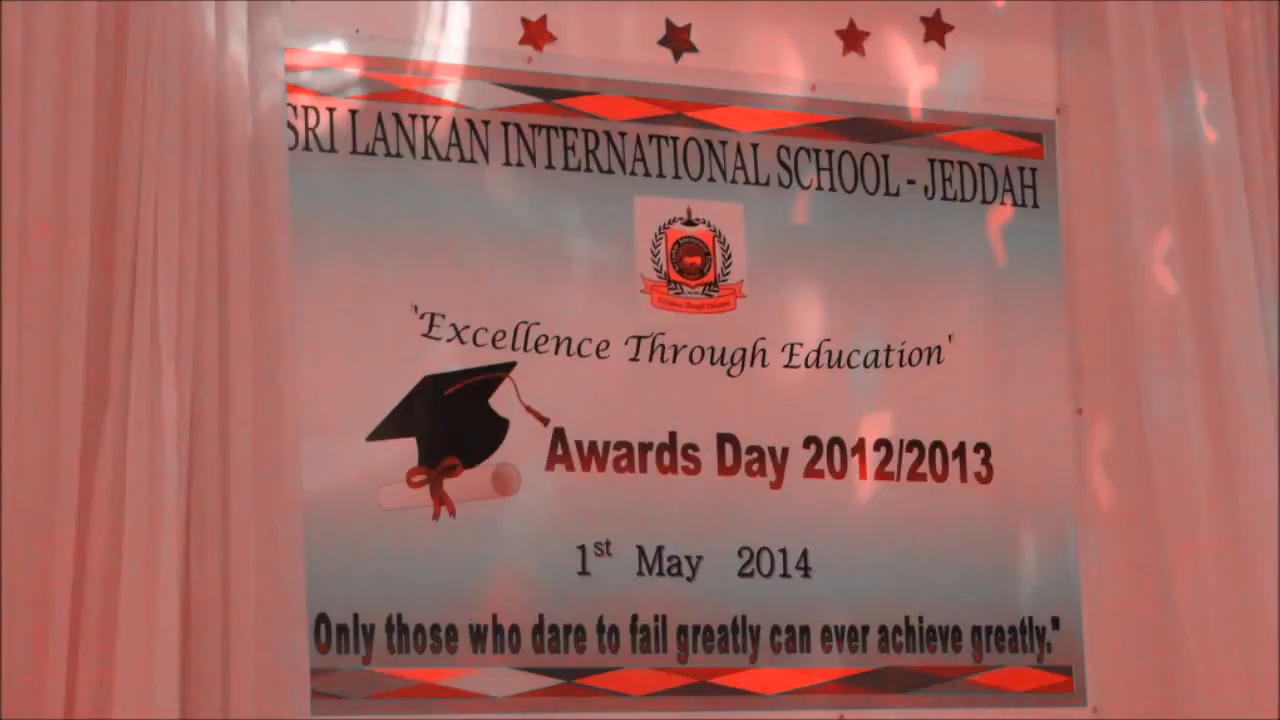 SRI LANKAN INTERNATIONAL SCHOOL - JEDDAH
"Excellence Through Education'
Awards Day 2012/2013
1st May 2014
Only those who dare to fail greatly can ever achieve greatly."